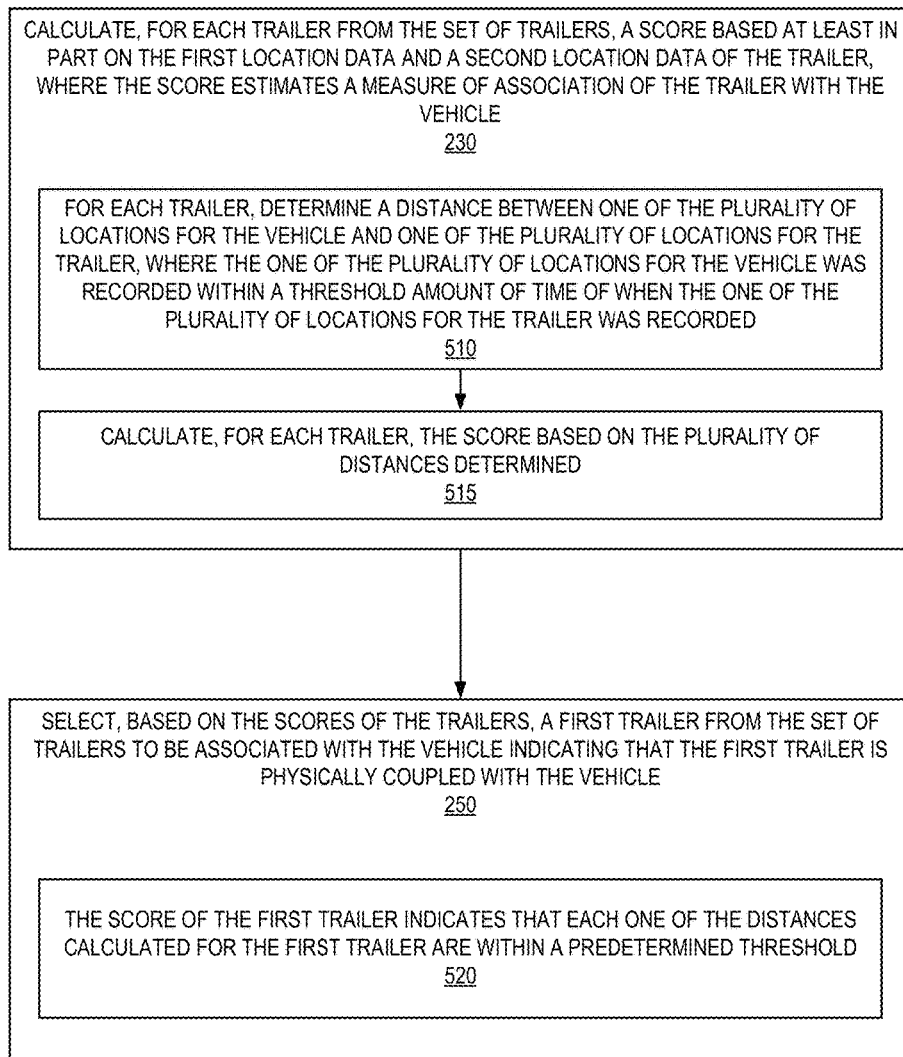 CALCULATE, FOR EACH TRAILER FROM THE SET OF TRAILERS, A SCORE BASED AT LEAST IN
PART ON THE FIRST LOCATION DATA AND A SECOND LOCATION DATA OF THE TRAILER,
WHERE THE SCORE ESTIMATES A MEASURE OF ASSOCIATION OF THE TRAILER WITH THE
VEHICLE
230
FOR EACH TRAILER, DETERMINE A DISTANCE BETWEEN ONE OF THE PLURALITY OF
LOCATIONS FOR THE VEHICLE AND ONE OF THE PLURALITY OF LOCATIONS FOR THE
TRAILER, WHERE THE ONE OF THE PLURALITY OF LOCATIONS FOR THE VEHICLE WAS
RECORDED WITHIN A THRESHOLD AMOUNT OF TIME OF WHEN THE ONE OF THE
PLURALITY OF LOCATIONS FOR THE TRAILER WAS RECORDED
510
CALCULATE, FOR EACH TRAILER, THE SCORE BASED ON THE PLURALITY OF
DISTANCES DETERMINED
515
SELECT, BASED ON THE SCORES OF THE TRAILERS, A FIRST TRAILER FROM THE SET OF
TRAILERS TO BE ASSOCIATED WITH THE VEHICLE INDICATING THAT THE FIRST TRAILER IS
PHYSICALLY COUPLED WITH THE VEHICLE
250
THE SCORE OF THE FIRST TRAILER INDICATES THAT EACH ONE OF THE DISTANCES
CALCULATED FOR THE FIRST TRAILER ARE WITHIN A PREDETERMINED THRESHOLD
520